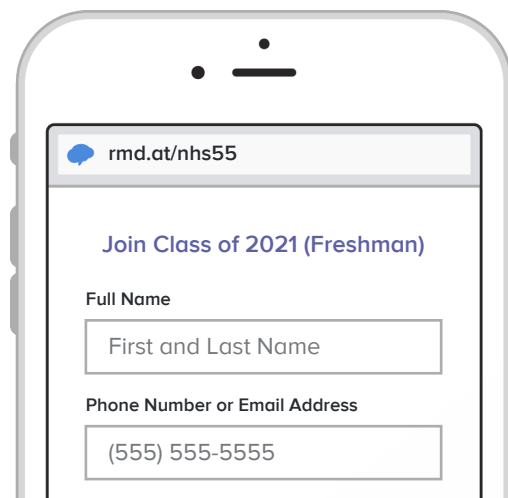 rmd.at/nhs55
Join Class of 2021 (Freshman)
Full Name
First and Last Name
Phone Number or Email Address
(555) 555-5555